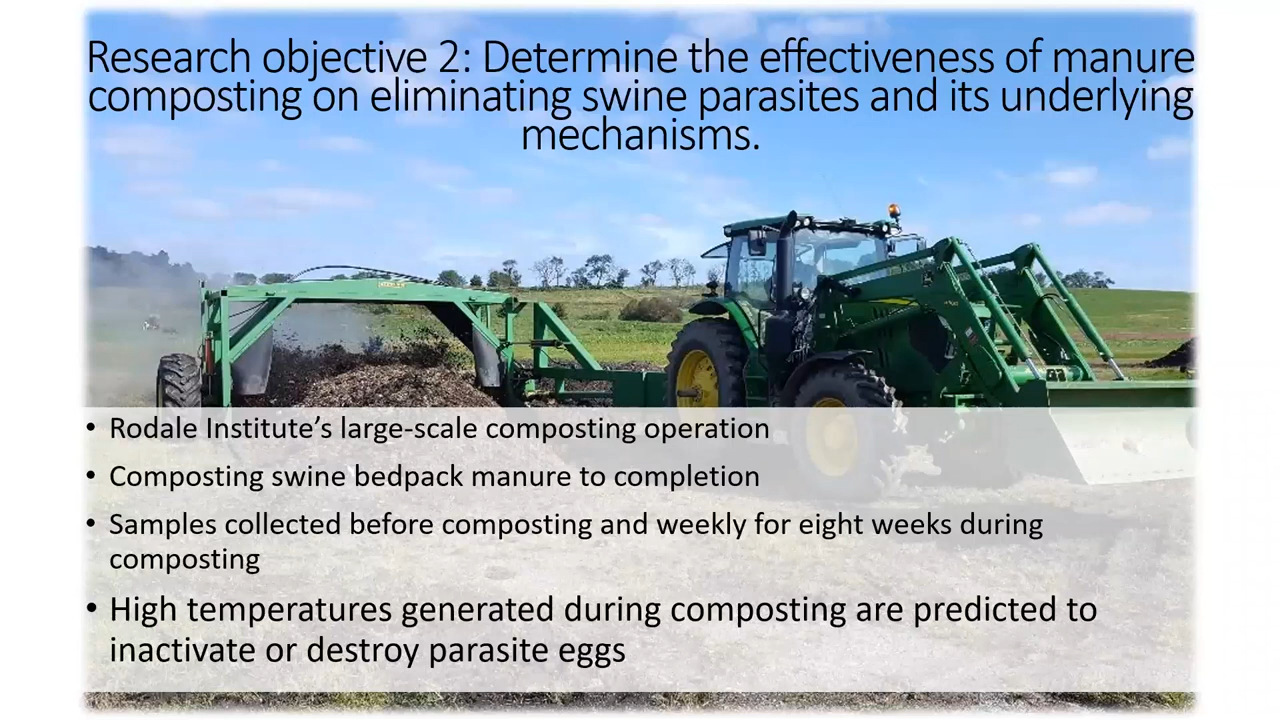 Research objective 2: Determine the effectiveness of manure
composting on eliminating swine parasites and its underlying
mechanisms.
• Rodale Institute's large-scale composting operation
• Composting swine bedpack manure to completion
• Samples collected before composting and weekly for eight weeks during
composting
• High temperatures generated during composting are predicted to
inactivate or destroy parasite eggs